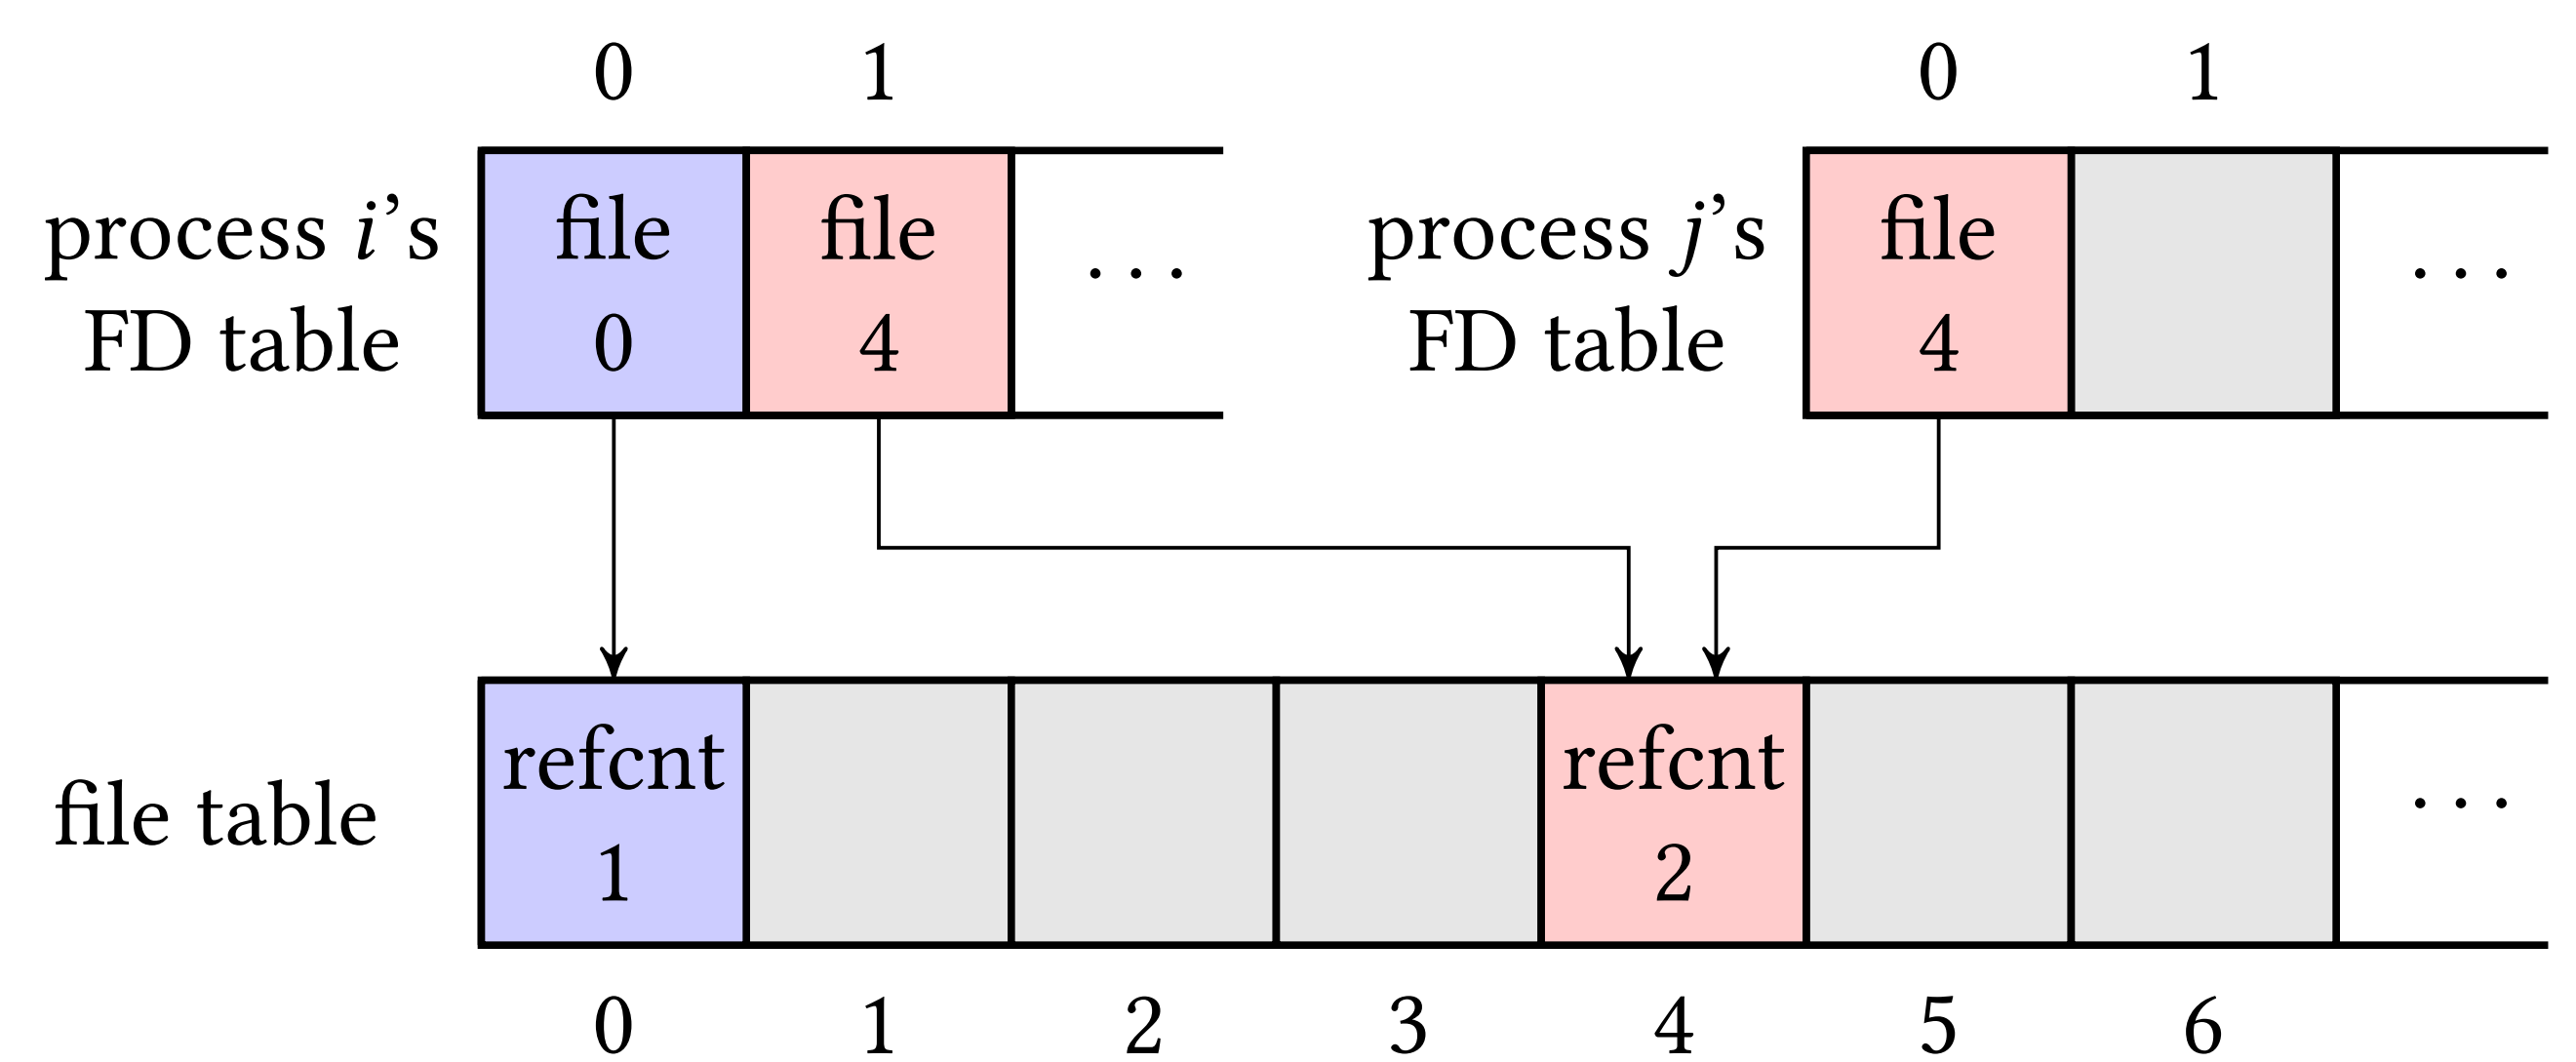 0 1 0 1
process i’s
FD table
file
0
file
4
...
process j’s
FD table
file
4
...
file table
refcnt
1
refcnt
2
...
0 1 2 3 4 5 6